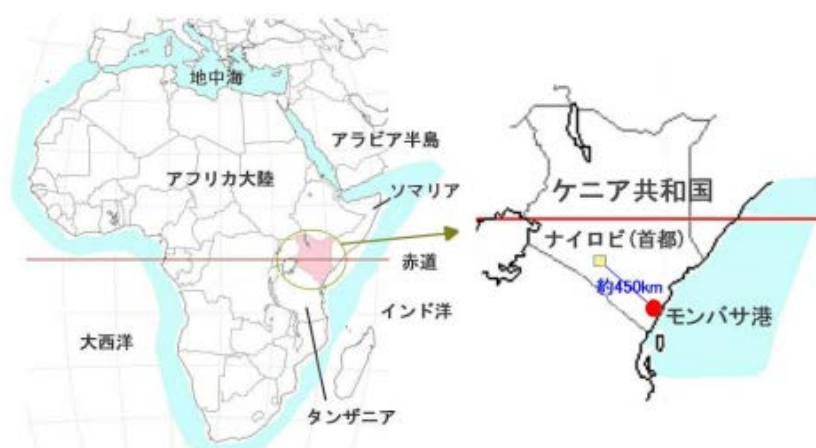 地中海
アラビア半島
アフリカ大陸
ソマリア
赤道
インド洋
大西洋
タンザニア
ケニア共和国
ナイロビ(首都)
約450km
モンバサ港